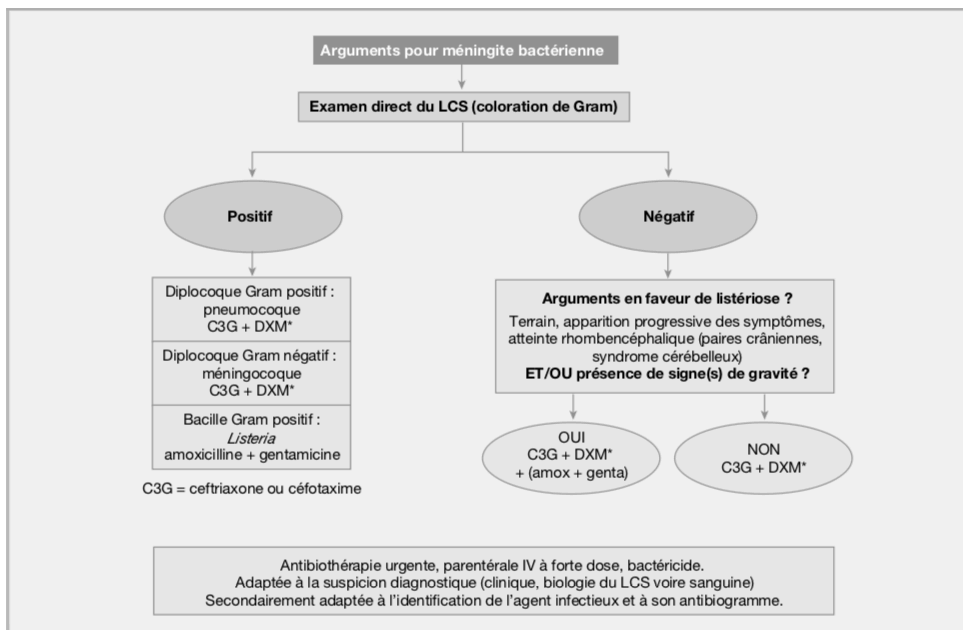 Arguments pour méningite bactérienne
Examen direct du LCS (coloration de Gram)
Positif
Négatif
Diplocoque Gram positif :
pneumocoque
C3G + DXM*
Diplocoque Gram négatif :
méningocoque
C3G + DXM*
Bacille Gram positif :
Listeria
amoxicilline + gentamicine
C3G = ceftriaxone ou céfotaxime
Arguments en faveur de listériose ?
Terrain, apparition progressive des symptômes,
atteinte rhombencéphalique (paires crâniennes,
syndrome cérébelleux)
ET/OU présence de signe(s) de gravité ?
OUI
C3G + DXM*
+ (amox + genta)
NON
C3G + DXM*
Antibiothérapie urgente, parentérale IV à forte dose, bactéricide.
Adaptée à la suspicion diagnostique (clinique, biologie du LCS voire sanguine)
Secondairement adaptée à l'identification de l'agent infectieux et à son antibiogramme.